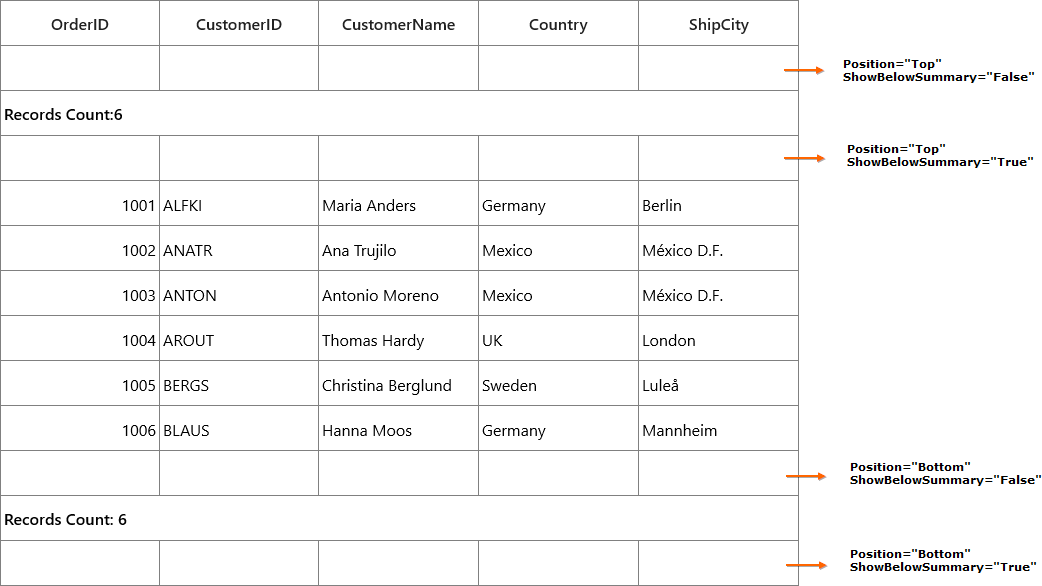 OrderID CustomerID CustomerName Country ShipCity
Position="Top"
ShowBelowSummary="False"
Records Count:6
Position="Top"
ShowBelowSummary="True"
1001 ALFKI Maria Anders Germany Berlin
1002 ANATR Ana Trujilo Mexico México D.F.
1003 ANTON Antonio Moreno Mexico México D.F.
1004 AROUT Thomas Hardy UK London
1005 BERGS Christina Berglund Sweden Luleå
1006 BLAUS Hanna Moos Germany Mannheim
Position="Bottom"
ShowBelowSummary="False"
Records Count: 6
Position="Bottom"
ShowBelowSummary="True"